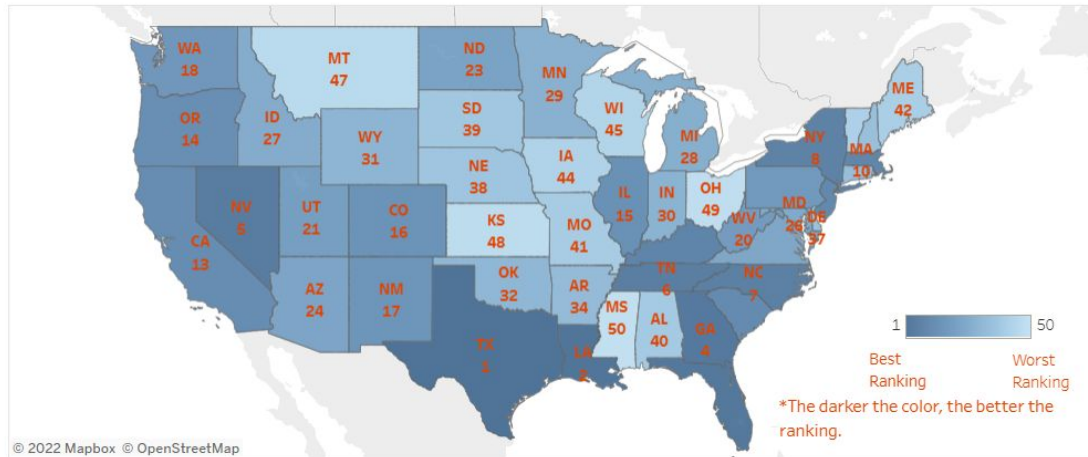 WA
18
MT
47
ND
23
MN
29
ME
42
OR
14
ID
27
WY
31
SD
39
WI
45
MI
28
NY
8
MA
10
NV
5
UT
21
CO
16
NE
38
IA
44
IL
15
IN
30
OH
49
WV
20
MD
26
DE
37
CA
13
KS
48
MO
41
TN
6
NC
7
AZ
24
NM
17
OK
32
AR
34
MS
50
AL
40
GA
4
TX
1
LA
2
1
50
Best
Ranking
Worst
Ranking
*The darker the color, the better the
ranking.
© 2022 Mapbox © OpenStreetMap